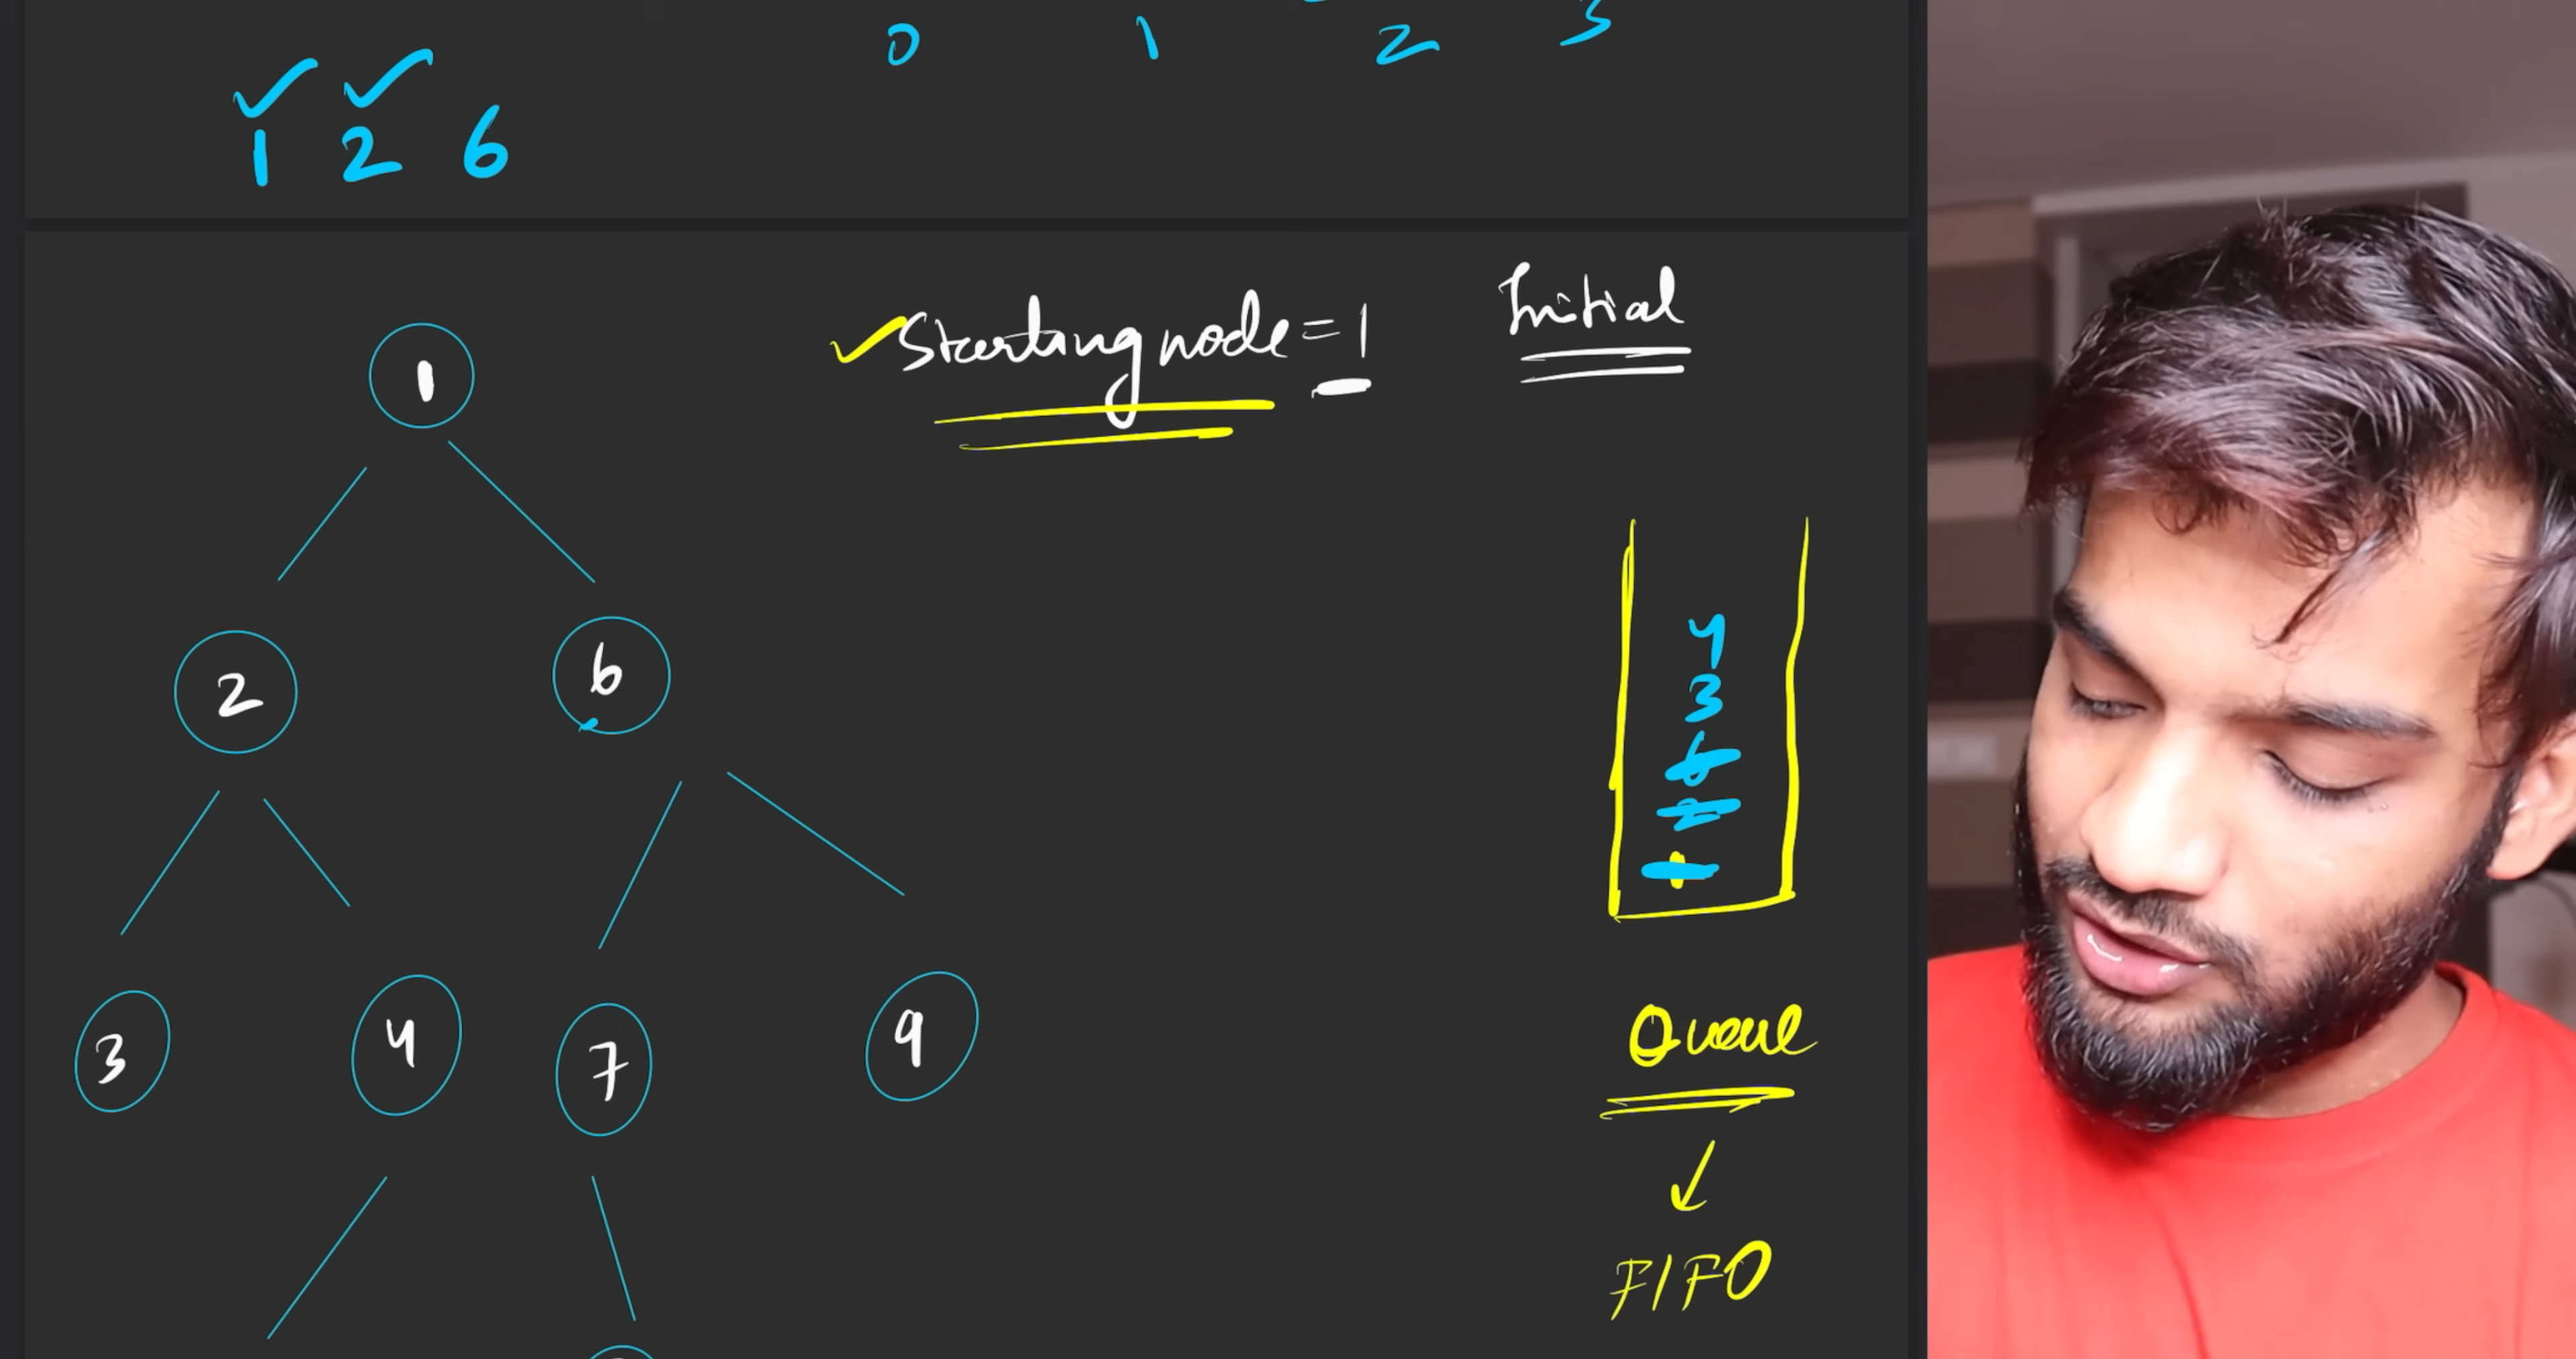 0 1 2 3
1 2 6
Starting node = 1
Initial
1
2 6
3 4 7 9
4
3
6
2
1
Queue
FIFO